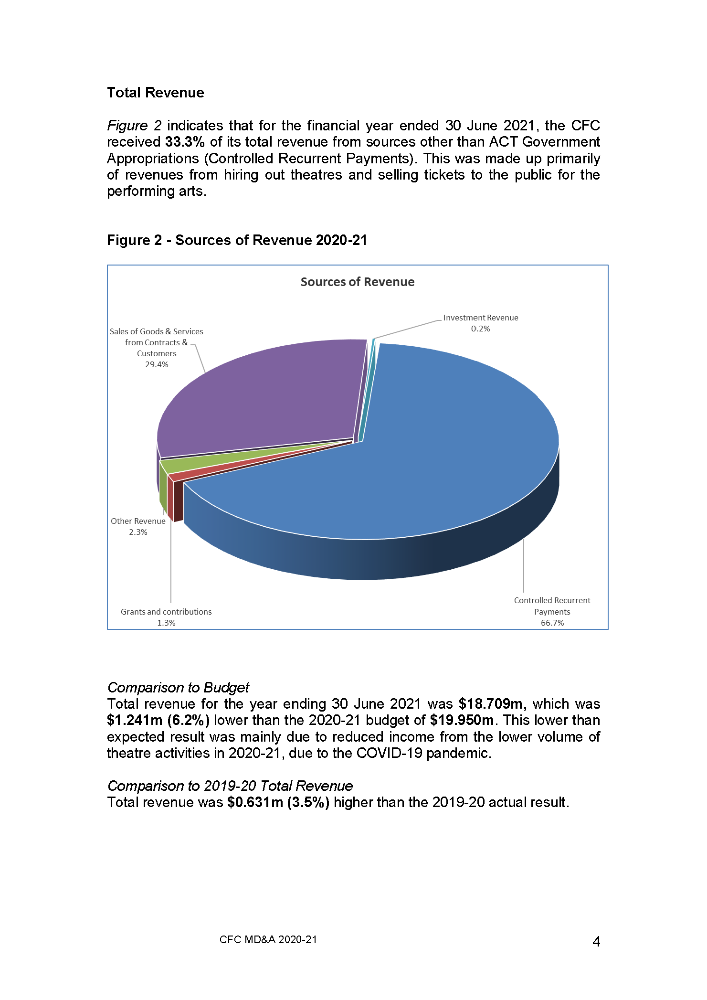 Total Revenue
Figure 2 indicates that for the financial year ended 30 June 2021, the CFC
received 33.3% of its total revenue from sources other than ACT Government
Appropriations (Controlled Recurrent Payments). This was made up primarily
of revenues from hiring out theatres and selling tickets to the public for the
performing arts.
Figure 2 - Sources of Revenue 2020-21
Sources of Revenue
Investment Revenue
0.2%
Sales of Goods & Services
from Contracts &
Customers
29.4%
Other Revenue
2.3%
Grants and contributions
1.3%
Controlled Recurrent
Payments
66.7%
Comparison to Budget
Total revenue for the year ending 30 June 2021 was $18.709m, which was
$1.241m (6.2%) lower than the 2020-21 budget of $19.950m. This lower than
expected result was mainly due to reduced income from the lower volume of
theatre activities in 2020-21, due to the COVID-19 pandemic.
Comparison to 2019-20 Total Revenue
Total revenue was $0.631m (3.5%) higher than the 2019-20 actual result.
CFC MD&A 2020-21
4